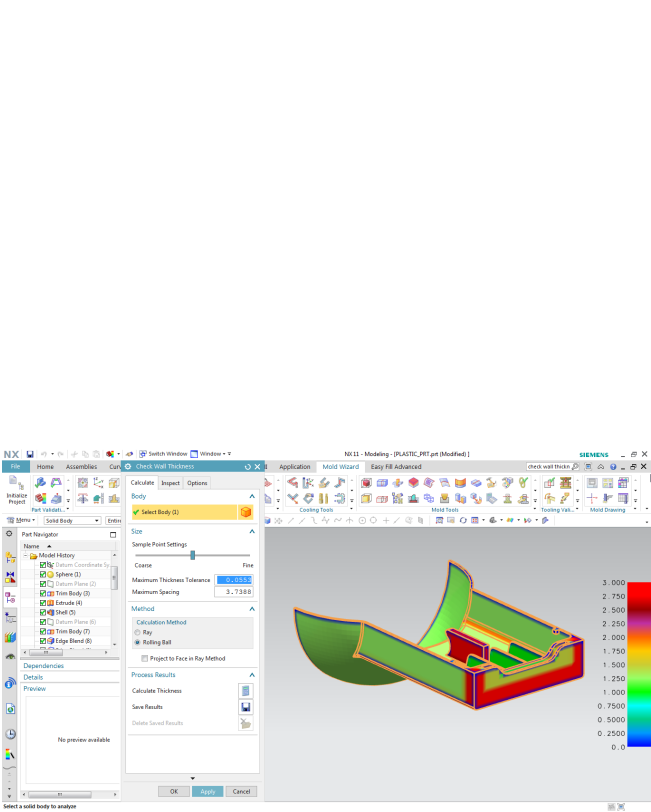 NX
Switch Window
Window
NX 11 - Modeling - [PLASTIC_PRT.prt (Modified) ]
SIEMENS
File
Home
Assemblies
Curv
Check Wall Thickness
Application
Mold Wizard
Easy Fill Advanced
check wall thickn
Initialize
Project
Part Validati...
Cooling Tools
Mold Tools
Tooling Vali...
Mold Drawing
Menu
Solid Body
Entire
Part Navigator
Name
Model History
Datum Coordinate Sy
Sphere (1)
Datum Plane (2)
Trim Body (3)
Extrude (4)
Shell (5)
Datum Plane (6)
Trim Body (7)
Edge Blend (8)
Dependencies
Details
Preview
No preview available
Calculate
Inspect
Options
Body
Select Body (1)
Size
Sample Point Settings
Coarse
Fine
Maximum Thickness Tolerance
0.0553
Maximum Spacing
3.7388
Method
Calculation Method
Ray
Rolling Ball
Project to Face in Ray Method
Process Results
Calculate Thickness
Save Results
Delete Saved Results
OK
Apply
Cancel
3.000
2.750
2.500
2.250
2.000
1.750
1.500
1.250
1.000
0.7500
0.5000
0.2500
0.0
Select a solid body to analyze